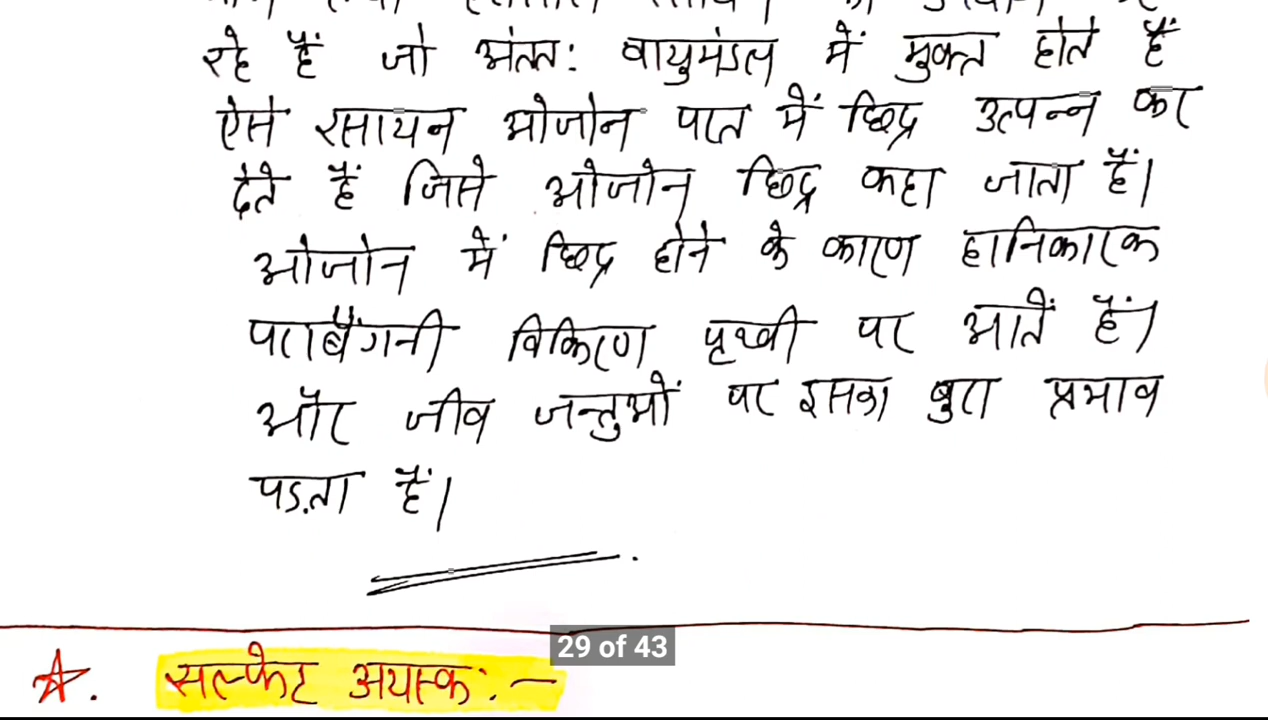 रहे हैं जो अंततः वायुमंडल में मुक्त होते हैं
ऐसे रसायन ओजोन परत में छिद्र उत्पन्न कर
देते हैं जिसे ओजोन छिद्र कहा जाता हैं।
ओजोन में छिद्र होने के कारण हानिकारक
पराबैंगनी विकिरण पृथ्वी पर आतें हैं।
और जीव जन्तुओं पर इसका बुरा प्रभाव
पड़ता हैं।
29 of 43
सल्फेट अयस्क:-